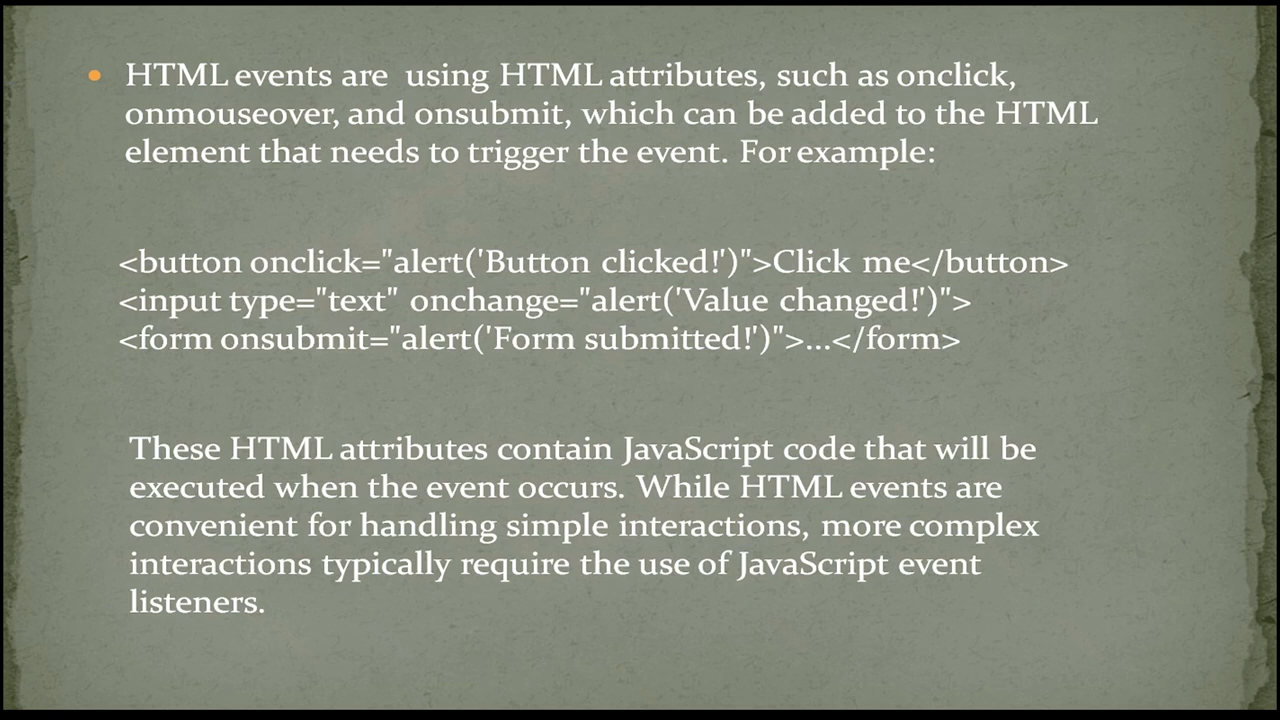 • HTML events are using HTML attributes, such as onclick,
onmouseover, and onsubmit, which can be added to the HTML
element that needs to trigger the event. For example:
<button onclick="alert('Button clicked!')">Click me</button>
<input type="text" onchange="alert('Value changed!')">
<form onsubmit="alert('Form submitted!')">...</form>
These HTML attributes contain JavaScript code that will be
executed when the event occurs. While HTML events are
convenient for handling simple interactions, more complex
interactions typically require the use of JavaScript event
listeners.